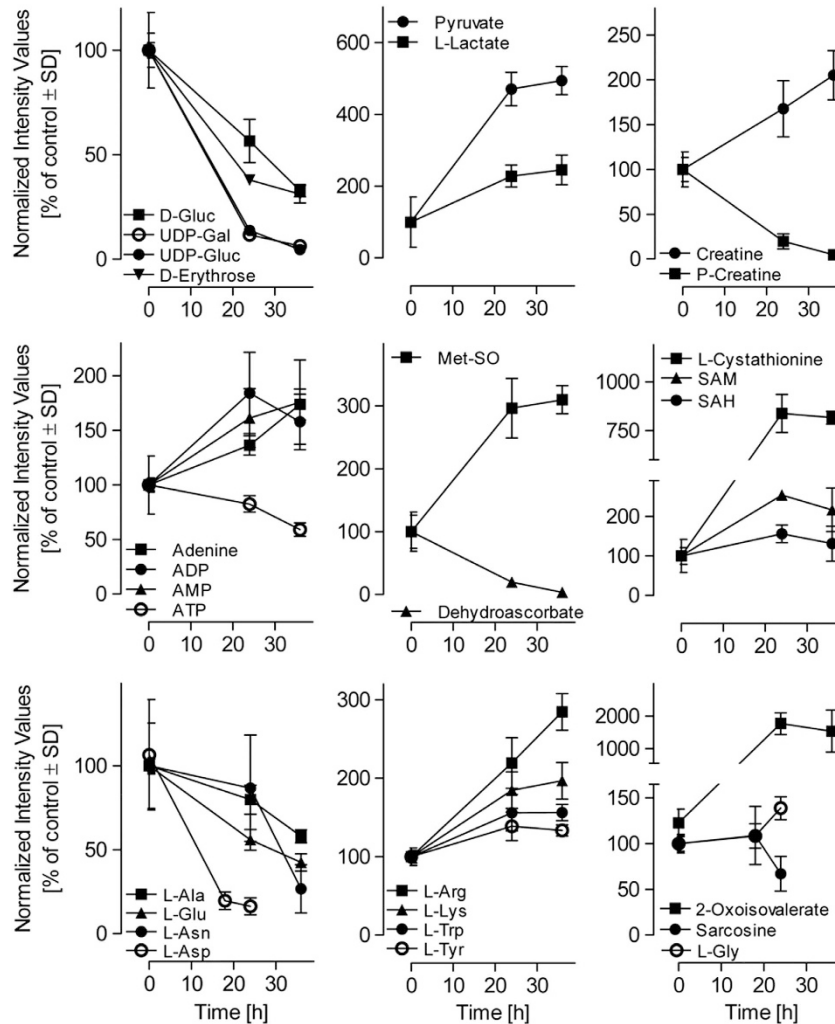 Normalized Intensity Values
[% of control ± SD]
100
50
0
D-Gluc
UDP-Gal
UDP-Gluc
D-Erythrose
0 10 20 30
Pyruvate
L-Lactate
600
400
200
0
0 10 20 30
250
200
150
100
50
0
Creatine
P-Creatine
0 10 20 30
Normalized Intensity Values
[% of control ± SD]
200
150
100
50
0
Adenine
ADP
AMP
ATP
0 10 20 30
Met-SO
300
200
100
0
Dehydroascorbate
0 10 20 30
L-Cystathionine
SAM
SAH
1000
750
200
100
0
0 10 20 30
Normalized Intensity Values
[% of control ± SD]
100
50
0
L-Ala
L-Glu
L-Asn
L-Asp
0 10 20 30
Time [h]
300
200
100
0
L-Arg
L-Lys
L-Trp
L-Tyr
0 10 20 30
Time [h]
2000
1000
150
100
50
0
2-Oxoisovalerate
Sarcosine
L-Gly
0 10 20 30
Time [h]